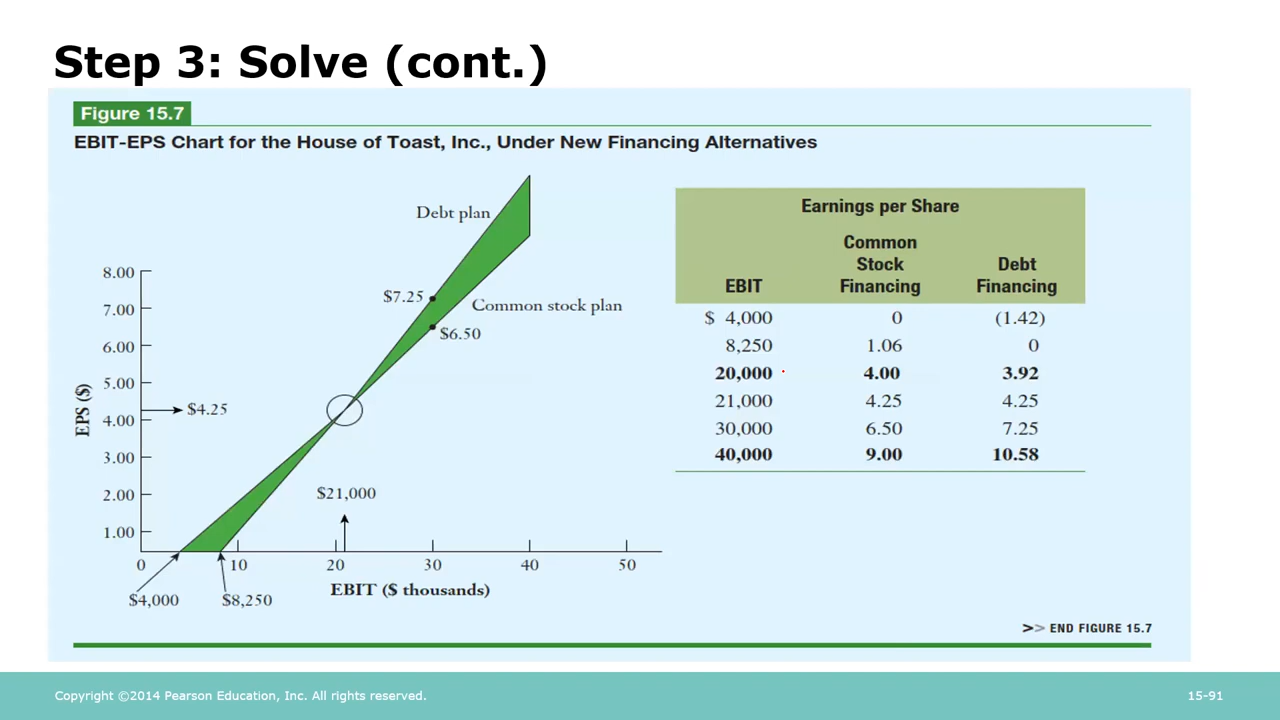 Step 3: Solve (cont.)
Figure 15.7
EBIT-EPS Chart for the House of Toast, Inc., Under New Financing Alternatives
Debt plan
8.00
$7.25
7.00
Common stock plan
$6.50
6.00
5.00
EPS ($)
$4.25
4.00
3.00
$21,000
2.00
1.00
0 10 20 30 40 50
EBIT ($ thousands)
$4,000 $8,250
Earnings per Share
Common
Stock Debt
EBIT Financing Financing
$ 4,000 0 (1.42)
8,250 1.06 0
20,000 4.00 3.92
21,000 4.25 4.25
30,000 6.50 7.25
40,000 9.00 10.58
>> END FIGURE 15.7
Copyright ©2014 Pearson Education, Inc. All rights reserved. 15-91